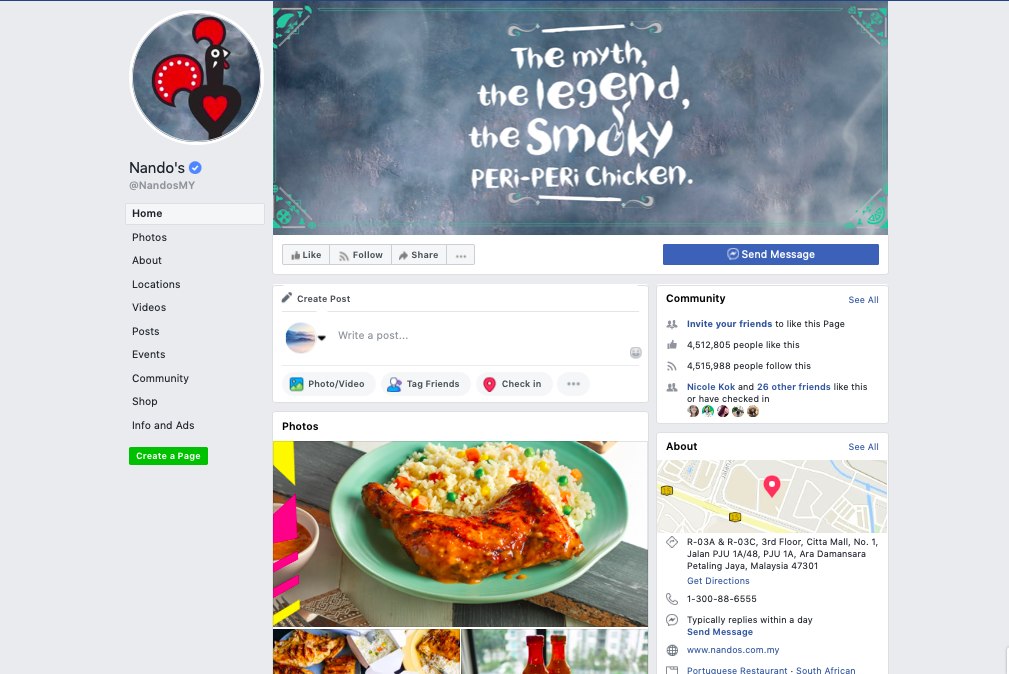 Nando's
@NandosMY
Home
Photos
About
Locations
Videos
Posts
Events
Community
Shop
Info and Ads
Create a Page
The myth,
the legend,
the Smoky
PERi-PERi Chicken.
Like
Follow
Share
...
Send Message
Create Post
Write a post...
Photo/Video
Tag Friends
Check in
Photos
Community
See All
Invite your friends to like this Page
4,512,805 people like this
4,515,988 people follow this
Nicole Kok and 26 other friends like this
or have checked in
About
See All
R-03A & R-03C, 3rd Floor, Citta Mall, No. 1,
Jalan PJU 1A/48, PJU 1A, Ara Damansara
Petaling Jaya, Malaysia 47301
Get Directions
1-300-88-6555
Typically replies within a day
Send Message
www.nandos.com.my
Portuguese Restaurant · South African